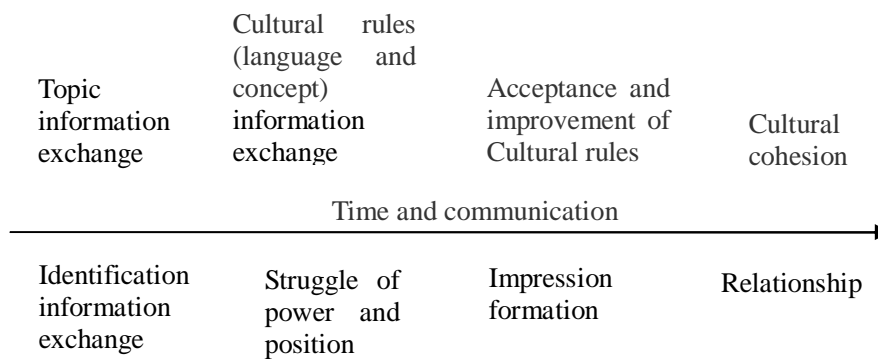 Topic
information
exchange
Cultural rules
(language and
concept)
information
exchange
Acceptance and
improvement of
Cultural rules
Cultural
cohesion
Time and communication
Identification
information
exchange
Struggle of
power and
position
Impression
formation
Relationship